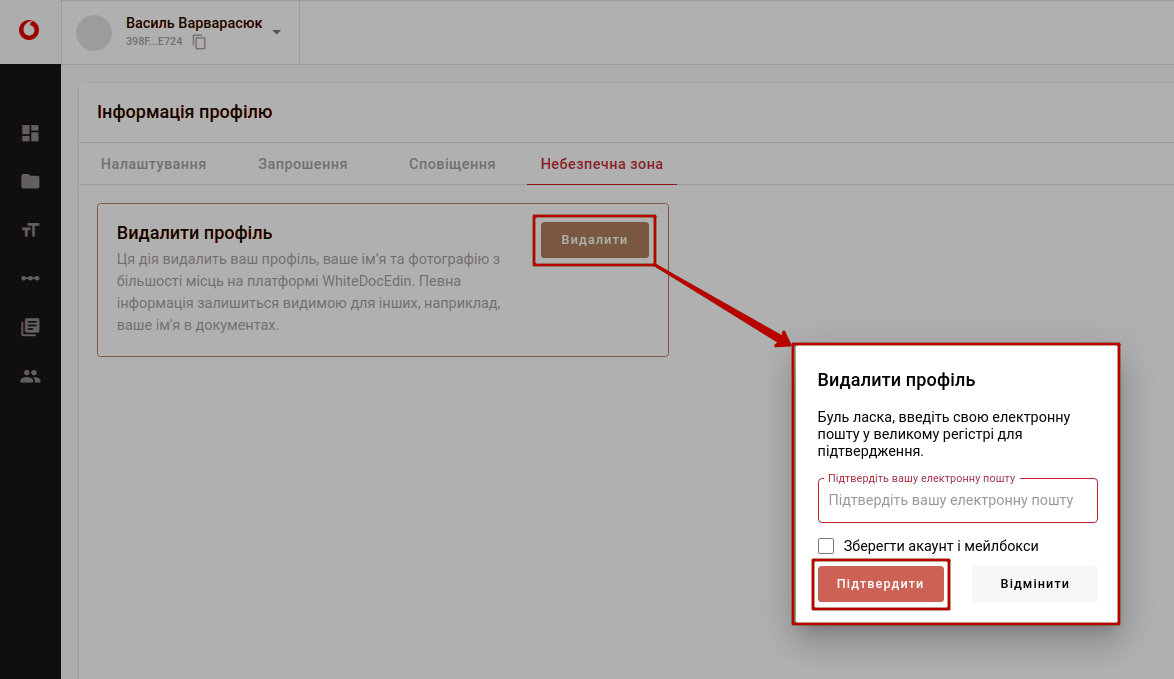 Василь Варварасюк
398F...E724
Інформація профілю
Налаштування
Запрошення
Сповіщення
Небезпечна зона
Видалити профіль
Видалити
Ця дія видалить ваш профіль, ваше ім'я та фотографію з
більшості місць на платформі WhiteDocEdin. Певна
інформація залишиться видимою для інших, наприклад,
ваше ім'я в документах.
Видалити профіль
Буль ласка, введіть свою електронну
пошту у великому регістрі для
підтвердження.
Підтвердіть вашу електронну пошту
Підтвердіть вашу електронну пошту
Зберегти акаунт і мейлбокси
Підтвердити
Відмінити